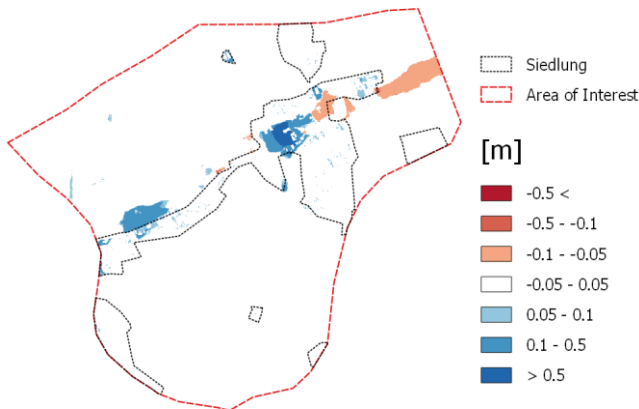 Siedlung
Area of Interest
[m]
-0.5 <
-0.5 - -0.1
-0.1 - -0.05
-0.05 - 0.05
0.05 - 0.1
0.1 - 0.5
> 0.5